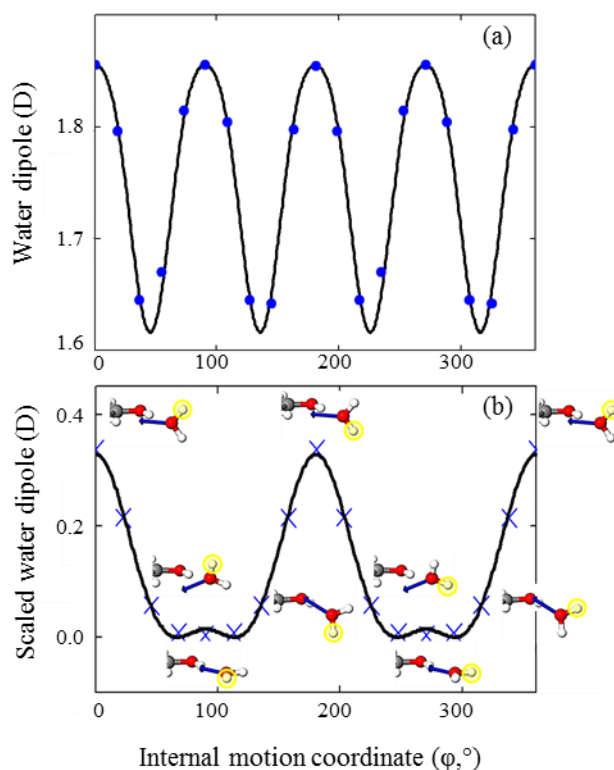 (a)
Water dipole (D)
1.8
1.7
1.6
0
100
200
300
(b)
Scaled water dipole (D)
0.4
0.2
0.0
0
100
200
300
Internal motion coordinate (φ,°)